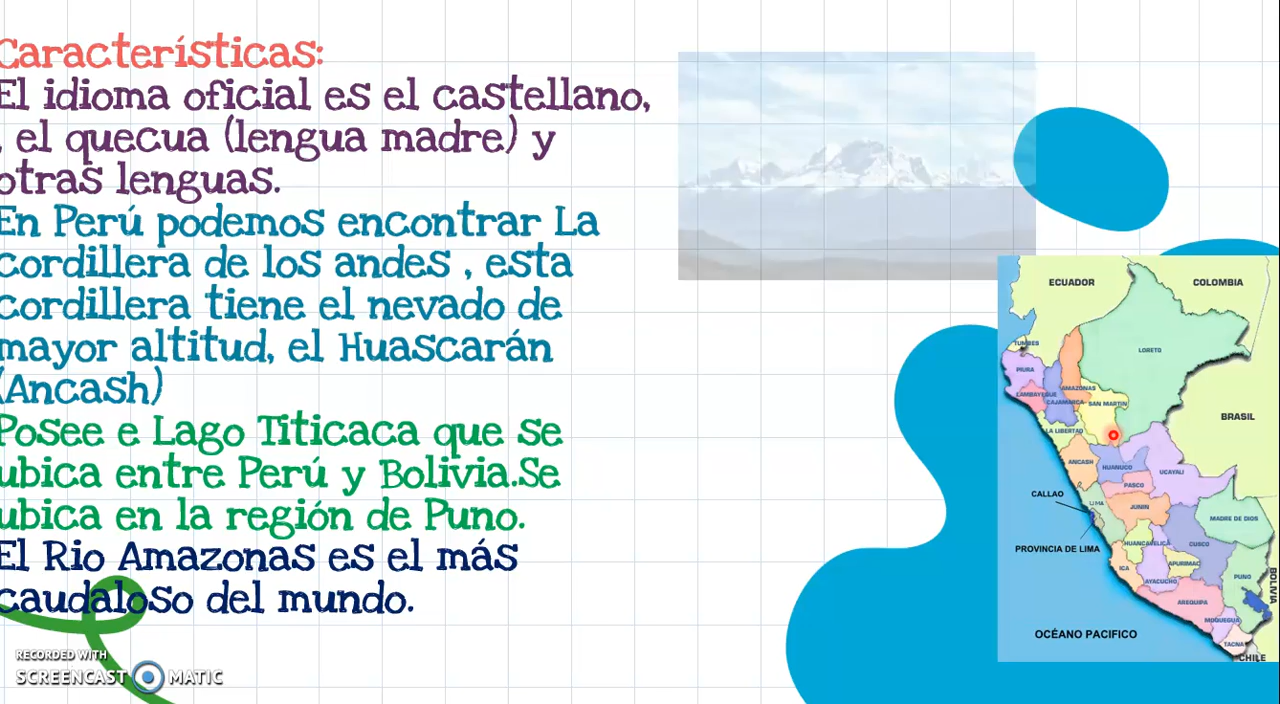 Características:
El idioma oficial es el castellano,
, el quecua (lengua madre) y
otras lenguas.
En Perú podemos encontrar La
cordillera de los andes , esta
cordillera tiene el nevado de
mayor altitud, el Huascarán
(Ancash)
Posee e Lago Titicaca que se
ubica entre Perú y Bolivia.Se
ubica en la región de Puno.
El Rio Amazonas es el más
caudaloso del mundo.
RECORDED WITH
SCREENCAST MATIC
ECUADOR
COLOMBIA
TUMBES
LORETO
PIURA
AMAZONAS
LAMBAYEQUE
CAJAMARCA
SAN MARTIN
BRASIL
LA LIBERTAD
ANCASH
HUANUCO
UCAYALI
PASCO
CALLAO
LIMA
JUNIN
MADRE DE DIOS
PROVINCIA DE LIMA
HUANCAVELICA
CUSCO
ICA
APURIMAC
AYACUCHO
PUNO
BOLIVIA
AREQUIPA
MOQUEGUA
OCÉANO PACIFICO
TACNA
CHILE